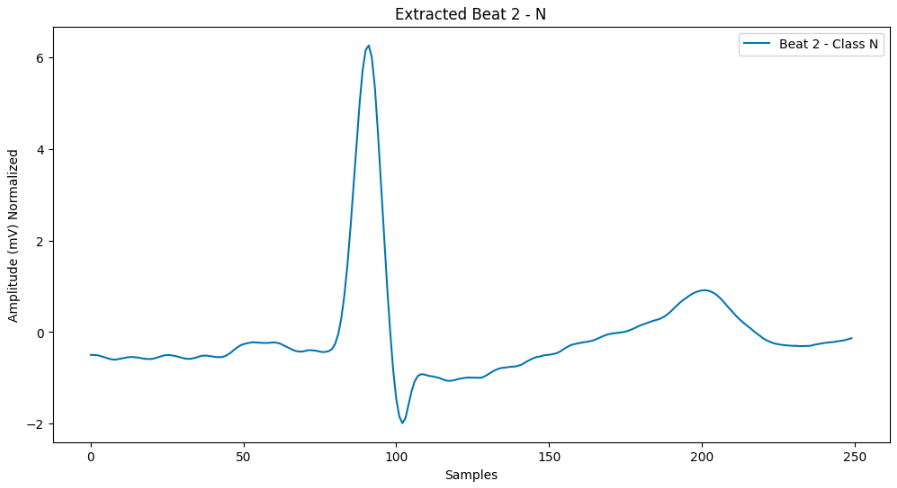 Extracted Beat 2 - N
Beat 2 - Class N
Amplitude (mV) Normalized
6
4
2
0
−2
0 50 100 150 200 250
Samples